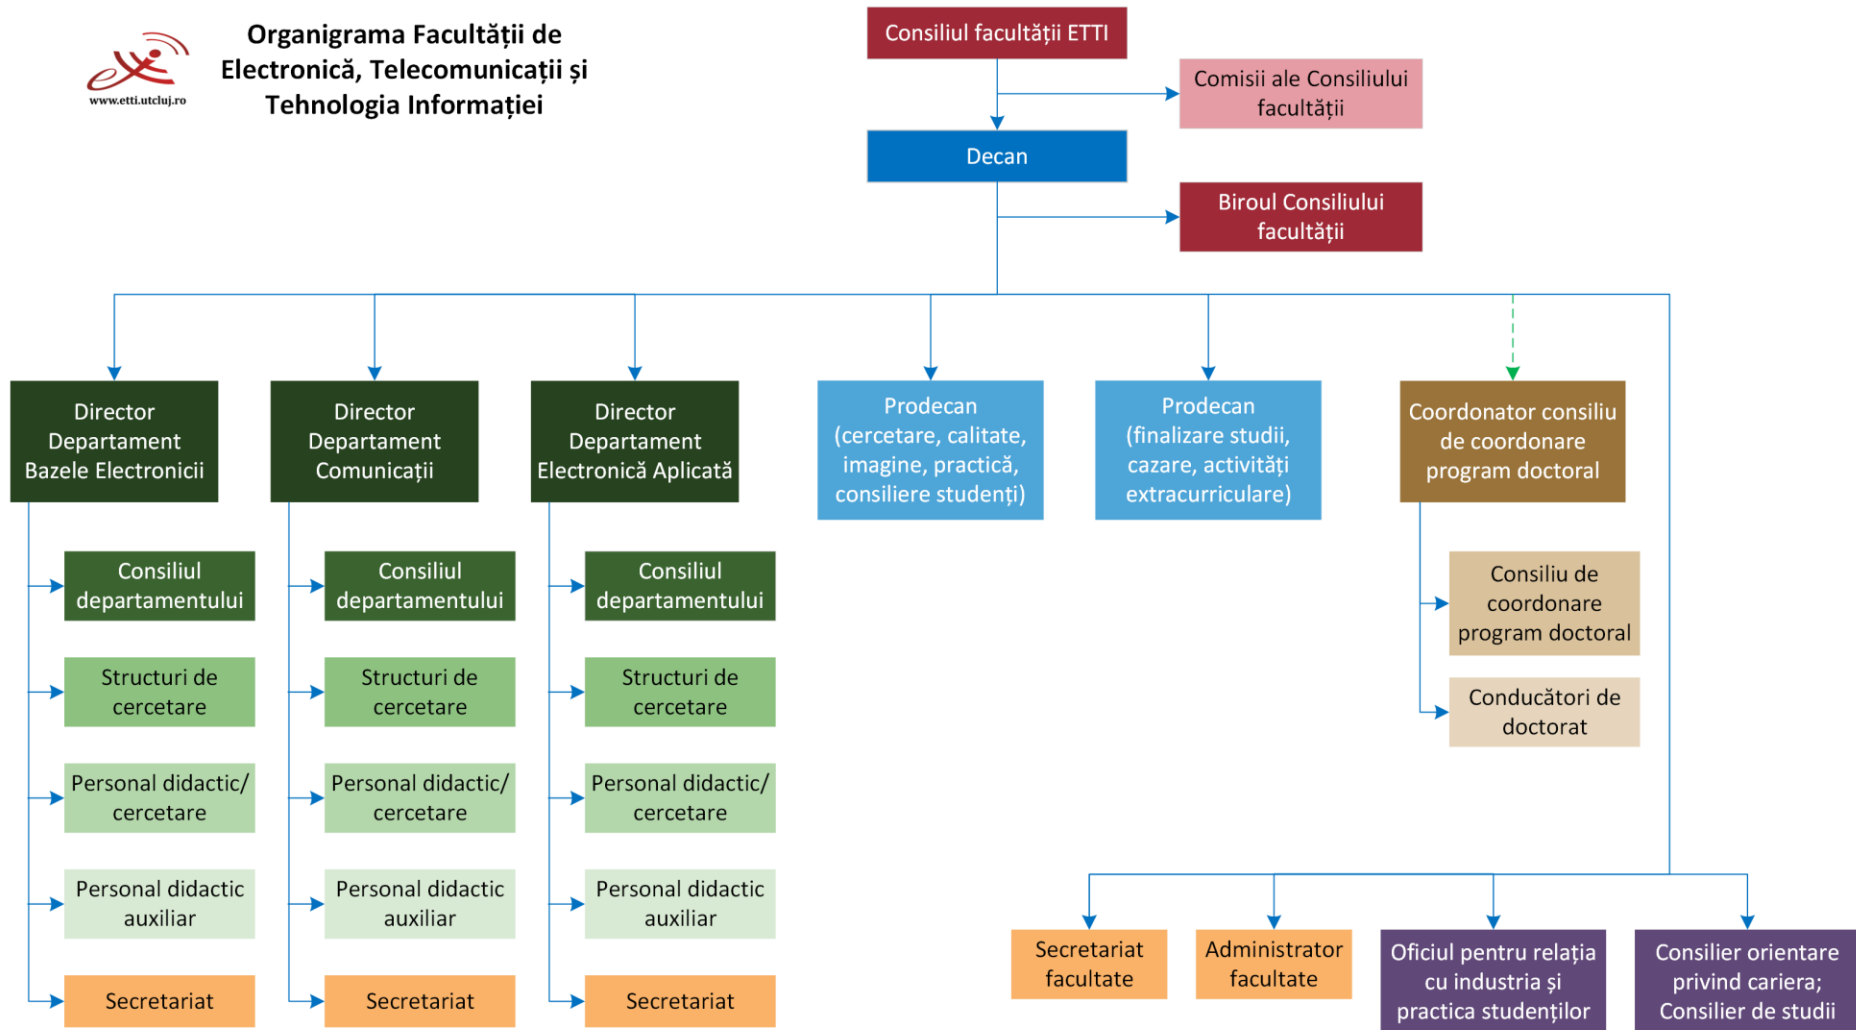 Organigrama Facultății de
Electronică, Telecomunicații și
Tehnologia Informației
www.etti.utcluj.ro
Consiliul facultății ETTI
Comisii ale Consiliului
facultății
Decan
Biroul Consiliului
facultății
Director
Departament
Bazele Electronicii
Director
Departament
Comunicații
Director
Departament
Electronică Aplicată
Prodecan
(cercetare, calitate,
imagine, practică,
consiliere studenți)
Prodecan
(finalizare studii,
cazare, activități
extracurriculare)
Coordonator consiliu
de coordonare
program doctoral
Consiliul
departamentului
Consiliul
departamentului
Consiliul
departamentului
Consiliu de
coordonare
program doctoral
Structuri de
cercetare
Structuri de
cercetare
Structuri de
cercetare
Conducători de
doctorat
Personal didactic/
cercetare
Personal didactic/
cercetare
Personal didactic/
cercetare
Personal didactic
auxiliar
Personal didactic
auxiliar
Personal didactic
auxiliar
Secretariat
Secretariat
Secretariat
Secretariat
facultate
Administrator
facultate
Oficiul pentru relația
cu industria și
practica studenților
Consilier orientare
privind cariera;
Consilier de studii